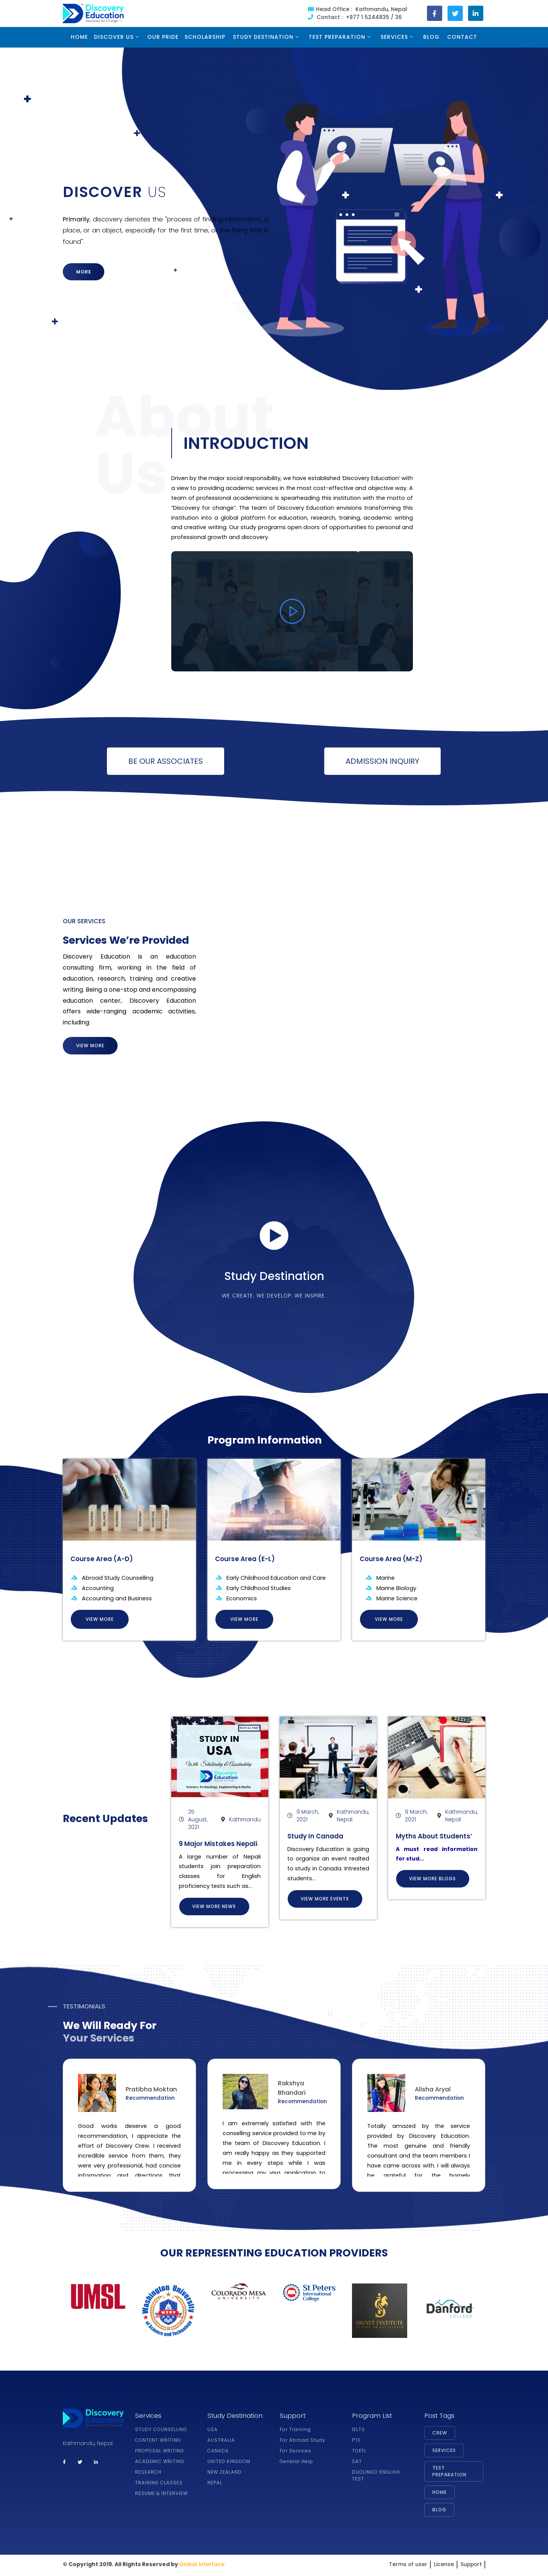 Discovery
Education
Discovery for Change
Head Office : Kathmandu, Nepal
Contact : +977 1 5244835 / 36
HOME DISCOVER US OUR PRIDE SCHOLARSHIP STUDY DESTINATION TEST PREPARATION SERVICES BLOG CONTACT
DISCOVER US
Primarily, discovery denotes the "process of finding information, a
place, or an object, especially for the first time, or the thing that is
found".
MORE
About
Us
INTRODUCTION
Driven by the major social responsibility, we have established 'Discovery Education' with
a view to providing academic services in the most cost-effective and objective way. A
team of professional academicians is spearheading this institution with the motto of
"Discovery for change". The team of Discovery Education envisions transforming this
institution into a global platform for education, research, training, academic writing
and creative writing. Our study programs open doors of opportunities to personal and
professional growth and discovery.
BE OUR ASSOCIATES
ADMISSION INQUIRY
OUR SERVICES
Services We're Provided
Discovery Education is an education
consulting firm, working in the field of
education, research, training and creative
writing. Being a one-stop and encompassing
education center, Discovery Education
offers wide-ranging academic activities,
including:
VIEW MORE
Study Destination
WE CREATE. WE DEVELOP. WE INSPIRE.
Program Information
ACCOUNTING
Course Area (A-D)
Abroad Study Counselling
Accounting
Accounting and Business
VIEW MORE
Course Area (E-L)
Early Childhood Education and Care
Early Childhood Studies
Economics
VIEW MORE
Course Area (M-Z)
Marine
Marine Biology
Marine Science
VIEW MORE
Recent Updates
STUDY IN
USA
With Scholarship & Assistantship
Discovery
Education
Science, Technology, Engineering & Maths
25 August, 2021
Kathmandu
9 Major Mistakes Nepali
A large number of Nepali
students join preparation
classes for English
proficiency tests such as...
VIEW MORE NEWS
9 March, 2021
Kathmandu, Nepal
Study In Canada
Discovery Education is going
to organize an event realted
to study in Canada. Intrested
students...
VIEW MORE EVENTS
9 March, 2021
Kathmandu, Nepal
Myths About Students'
A must read information
for stud...
VIEW MORE BLOGS
TESTIMONIALS
We Will Ready For
Your Services
Pratibha Moktan
Recommendation
Good works deserve a good
recommendation, I appreciate the
effort of Discovery Crew. I received
incredible service from them, they
were very professional, had concise
information and directions that
Rakshya
Bhandari
Recommendation
I am extremely satisfied with the
conselling service provided to me by
the team of Discovery Education. I
am really happy as they supported
me in every steps while I was
processing my visa application to
Alisha Aryal
Recommendation
Totally amazed by the service
provided by Discovery Education.
The most genuine and friendly
consultant and the team members I
have came across with. I will always
be grateful for the homely
OUR REPRESENTING EDUCATION PROVIDERS
UMSL
Washington University
of Science and Technology
COLORADO MESA
UNIVERSITY
St Peters
International
College
SIGNET INSTITUTE
Danford
COLLEGE
Discovery
Education
Kathmandu, Nepal
Services
STUDY COUNSELLING
CONTENT WRITING
PROPOSAL WRITING
ACADEMIC WRITING
RESEARCH
TRAINING CLASSES
RESUME & INTERVIEW
Study Destination
USA
AUSTRALIA
CANADA
UNITED KINGDOM
NEW ZEALAND
NEPAL
Support
For Training
For Abroad Study
For Services
General Help
Program List
IELTS
PTE
TOEFL
SAT
DUOLINGO ENGLISH
TEST
Post Tags
CREW
SERVICES
TEST
PREPARATION
HOME
BLOG
© Copyright 2019. All Rights Reserved by Global Interface
Terms of user | License | Support |